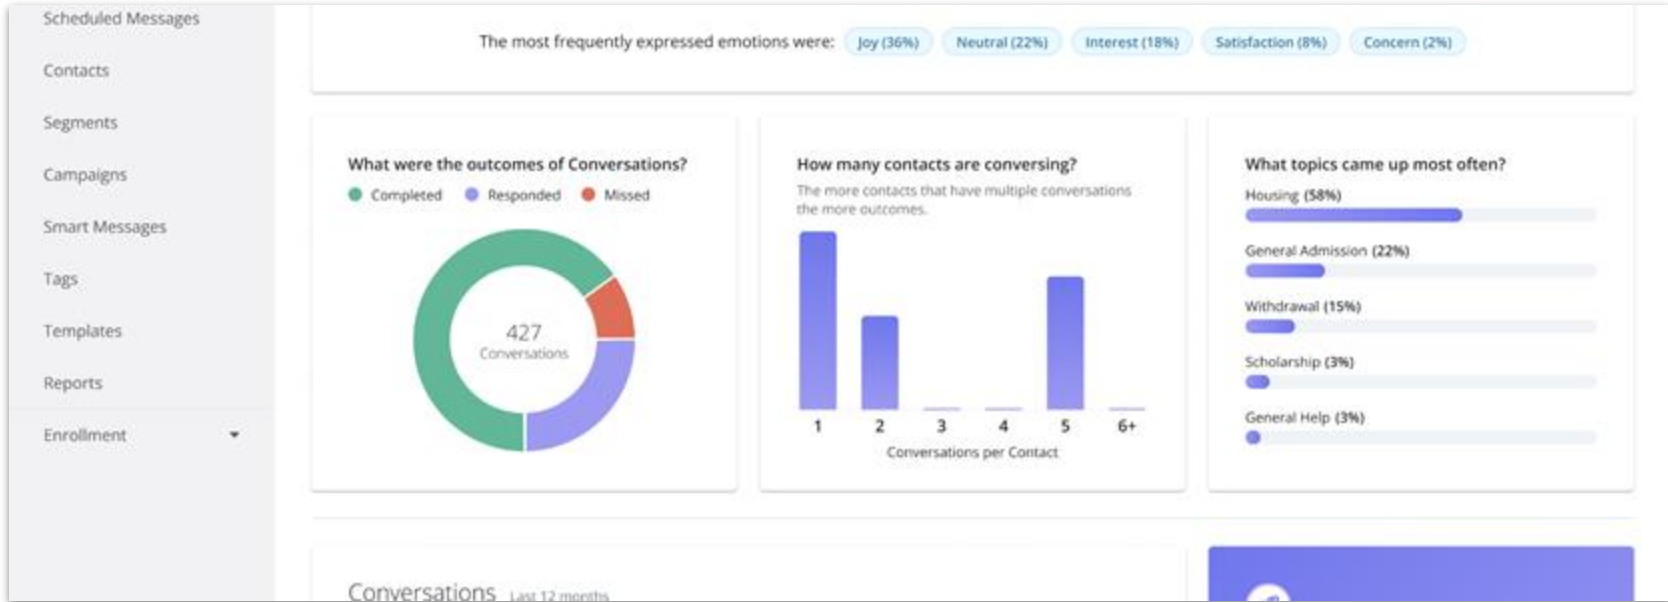 Scheduled Messages
Contacts
Segments
Campaigns
Smart Messages
Tags
Templates
Reports
Enrollment
The most frequently expressed emotions were: Joy (36%) Neutral (22%) Interest (18%) Satisfaction (8%) Concern (2%)
What were the outcomes of Conversations?
Completed Responded Missed
427
Conversations
How many contacts are conversing?
The more contacts that have multiple conversations
the more outcomes.
1 2 3 4 5 6+
Conversations per Contact
What topics came up most often?
Housing (58%)
General Admission (22%)
Withdrawal (15%)
Scholarship (3%)
General Help (3%)
Conversations Last 12 months